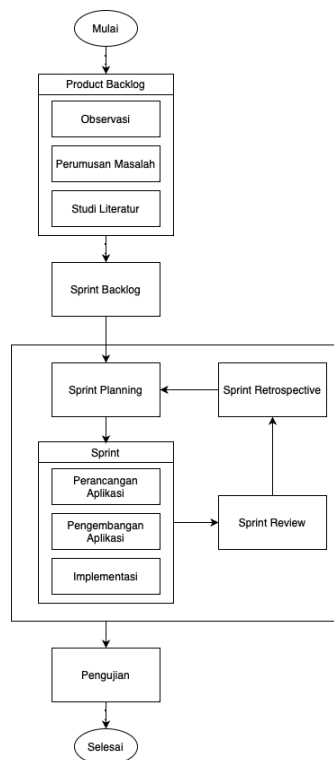 Mulai
Product Backlog
Observasi
Perumusan Masalah
Studi Literatur
Sprint Backlog
Sprint Planning
Sprint Retrospective
Sprint
Perancangan
Aplikasi
Pengembangan
Aplikasi
Implementasi
Sprint Review
Pengujian
Selesai